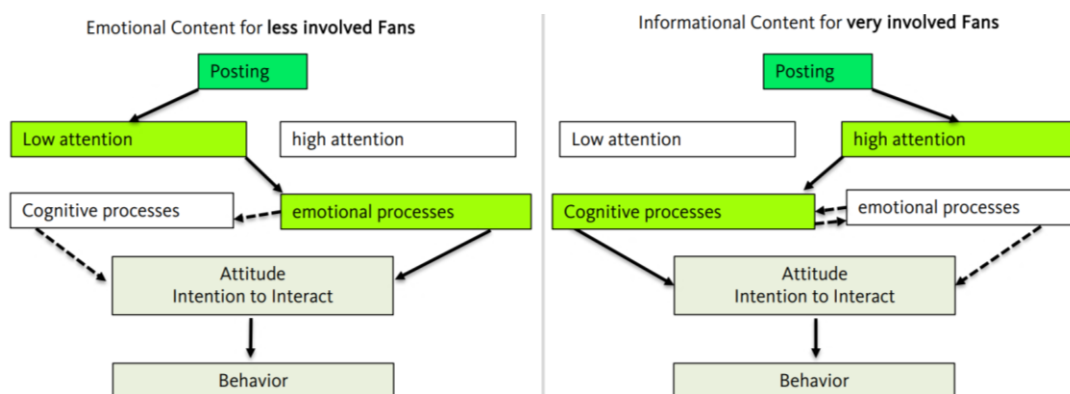 Emotional Content for less involved Fans
Posting
Low attention
high attention
Cognitive processes
emotional processes
Attitude
Intention to Interact
Behavior
Informational Content for very involved Fans
Posting
Low attention
high attention
Cognitive processes
emotional processes
Attitude
Intention to Interact
Behavior